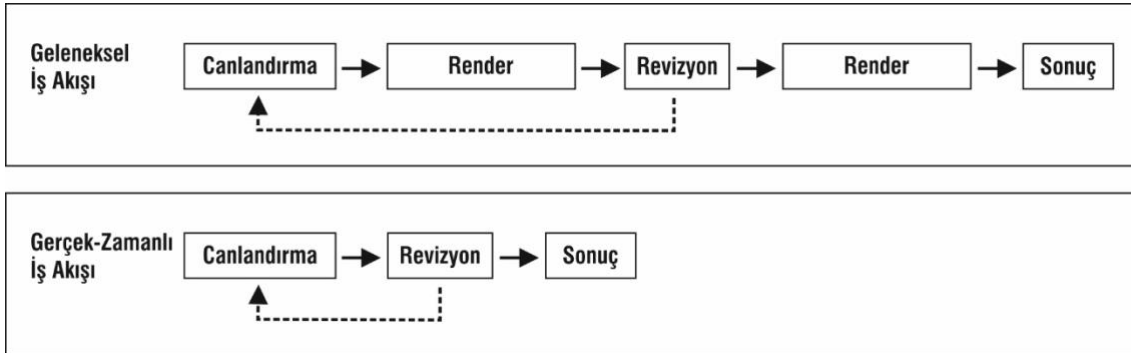 Geleneksel
İş Akışı
Canlandırma
Render
Revizyon
Render
Sonuç
Gerçek-Zamanlı
İş Akışı
Canlandırma
Revizyon
Sonuç